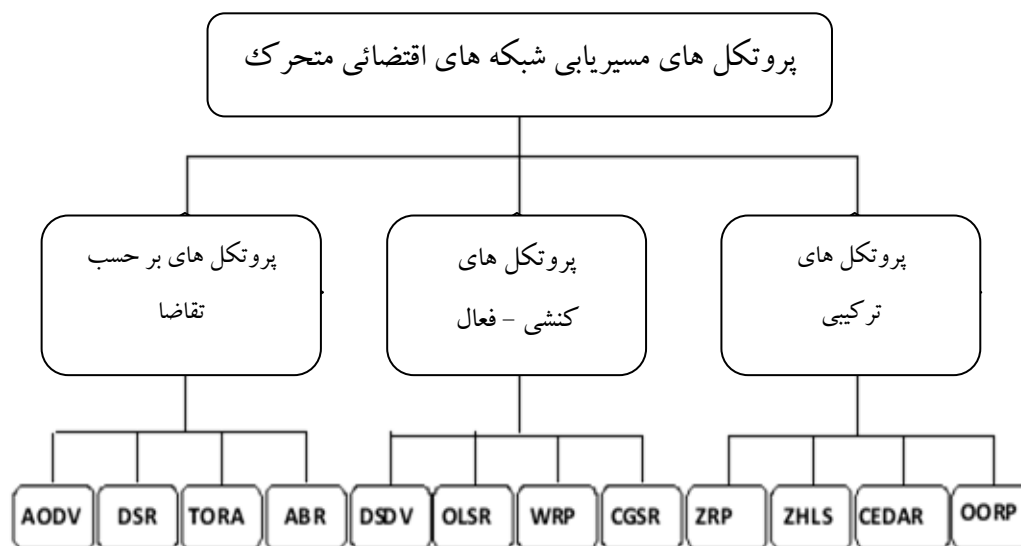 پروتکل های مسیریابی شبکه های اقتضائی متحرک
پروتکل های بر حسب
تقاضا
پروتکل های
کنشی – فعال
پروتکل های
ترکیبی
AODV
DSR
TORA
ABR
DSDV
OLSR
WRP
CGSR
ZRP
ZHLS
CEDAR
OORP